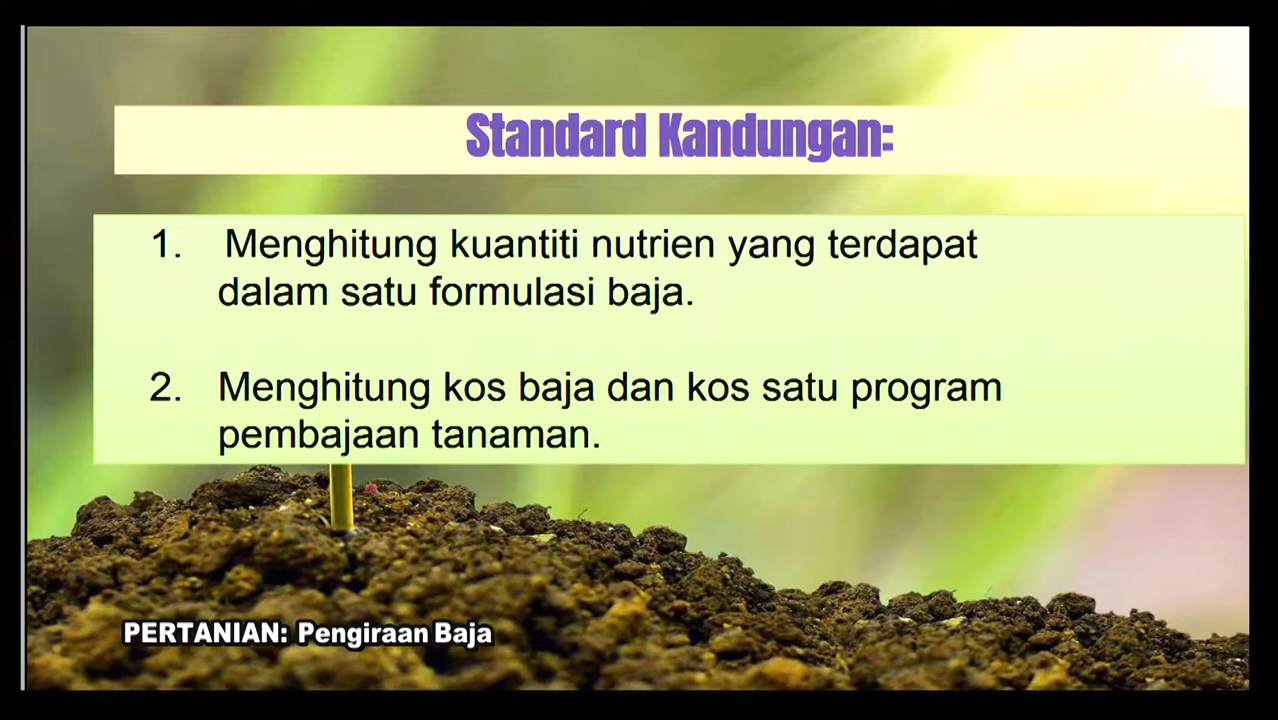 Standard Kandungan:
1. Menghitung kuantiti nutrien yang terdapat
dalam satu formulasi baja.
2. Menghitung kos baja dan kos satu program
pembajaan tanaman.
PERTANIAN: Pengiraan Baja